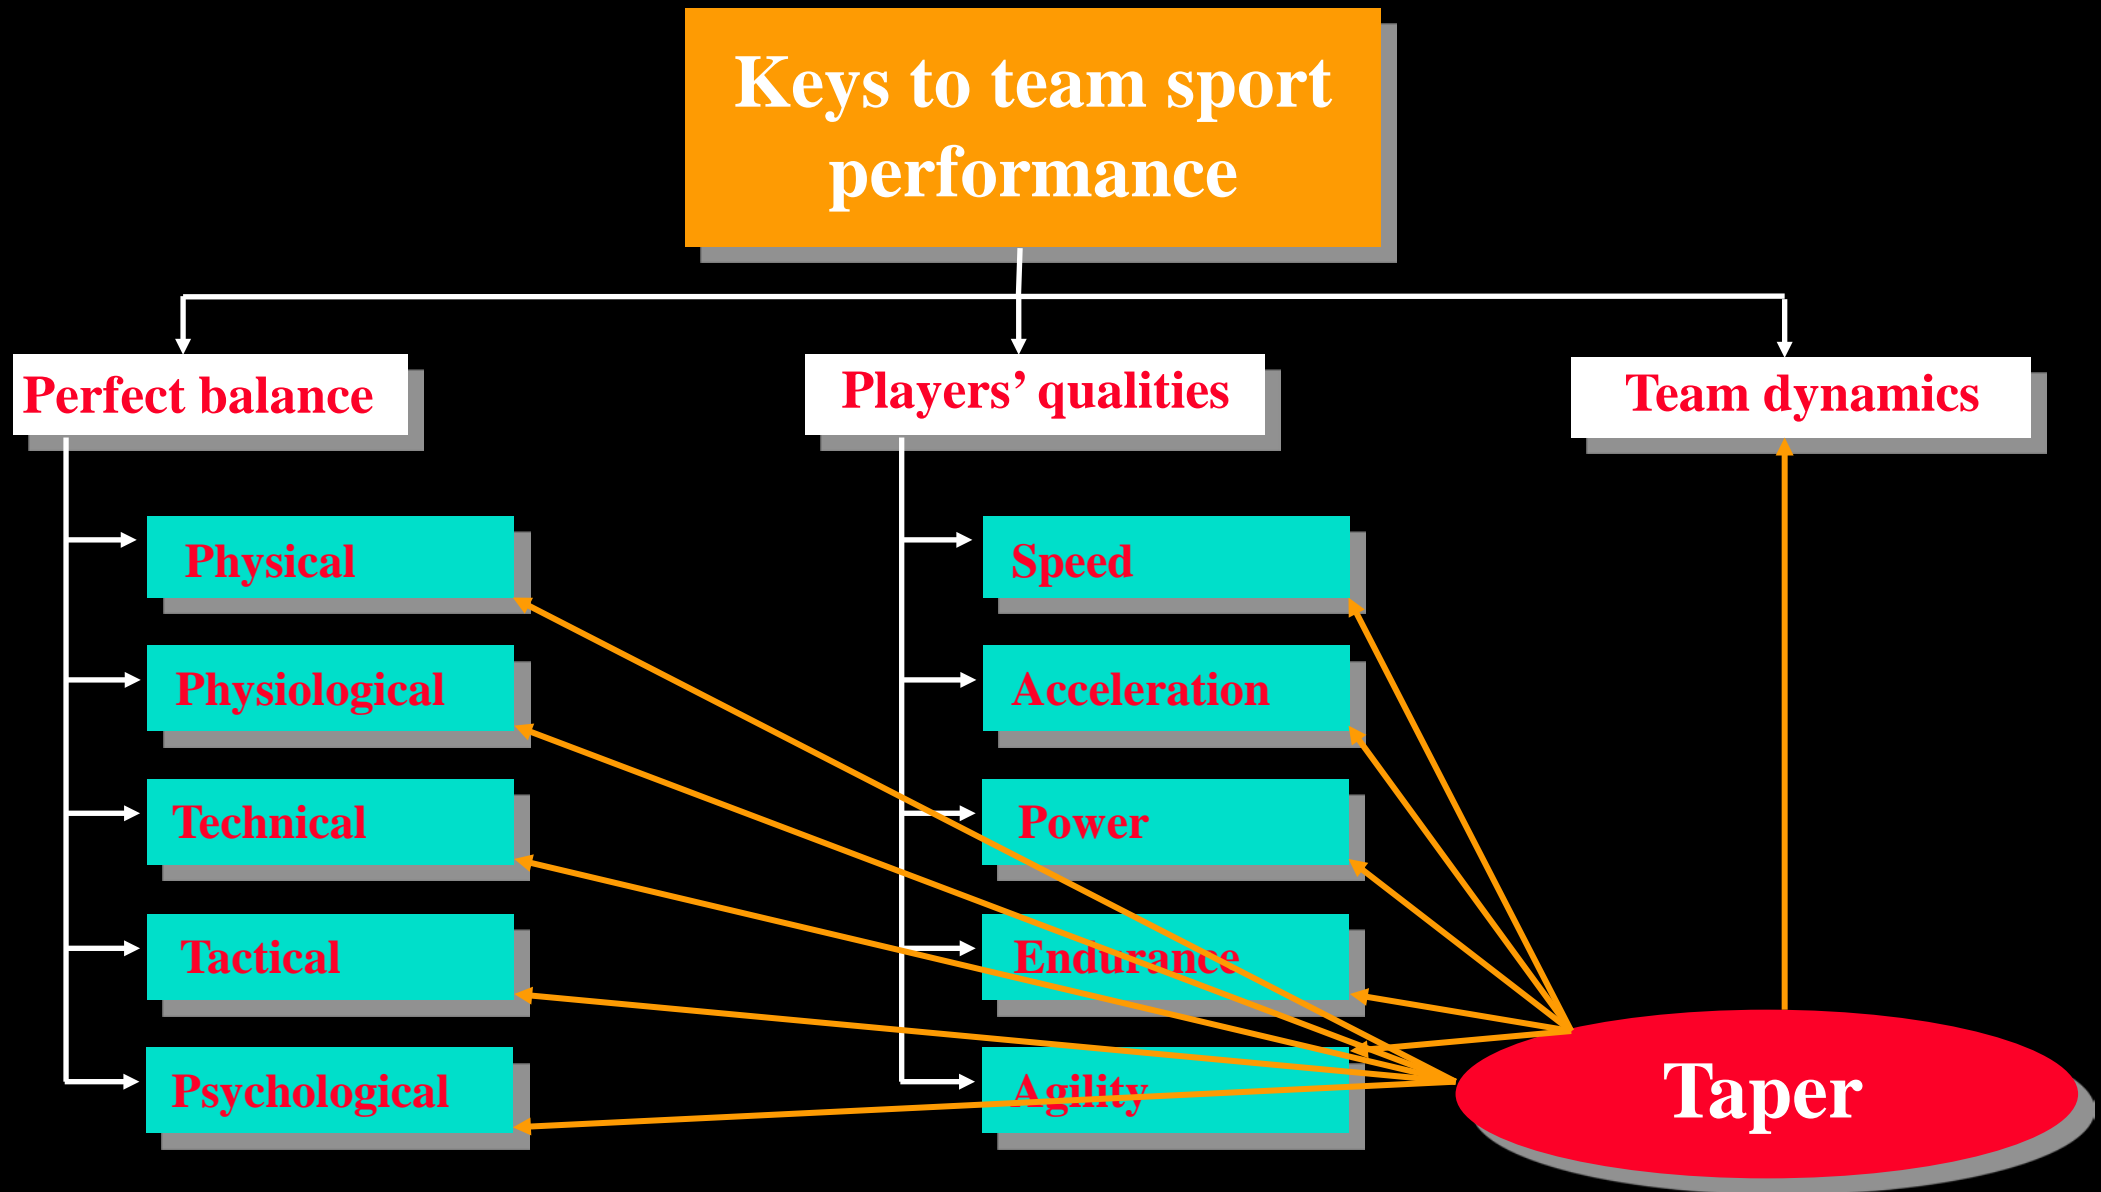 Keys to team sport
performance
Perfect balance
Players’ qualities
Team dynamics
Physical
Physiological
Technical
Tactical
Psychological
Speed
Acceleration
Power
Endurance
Agility
Taper